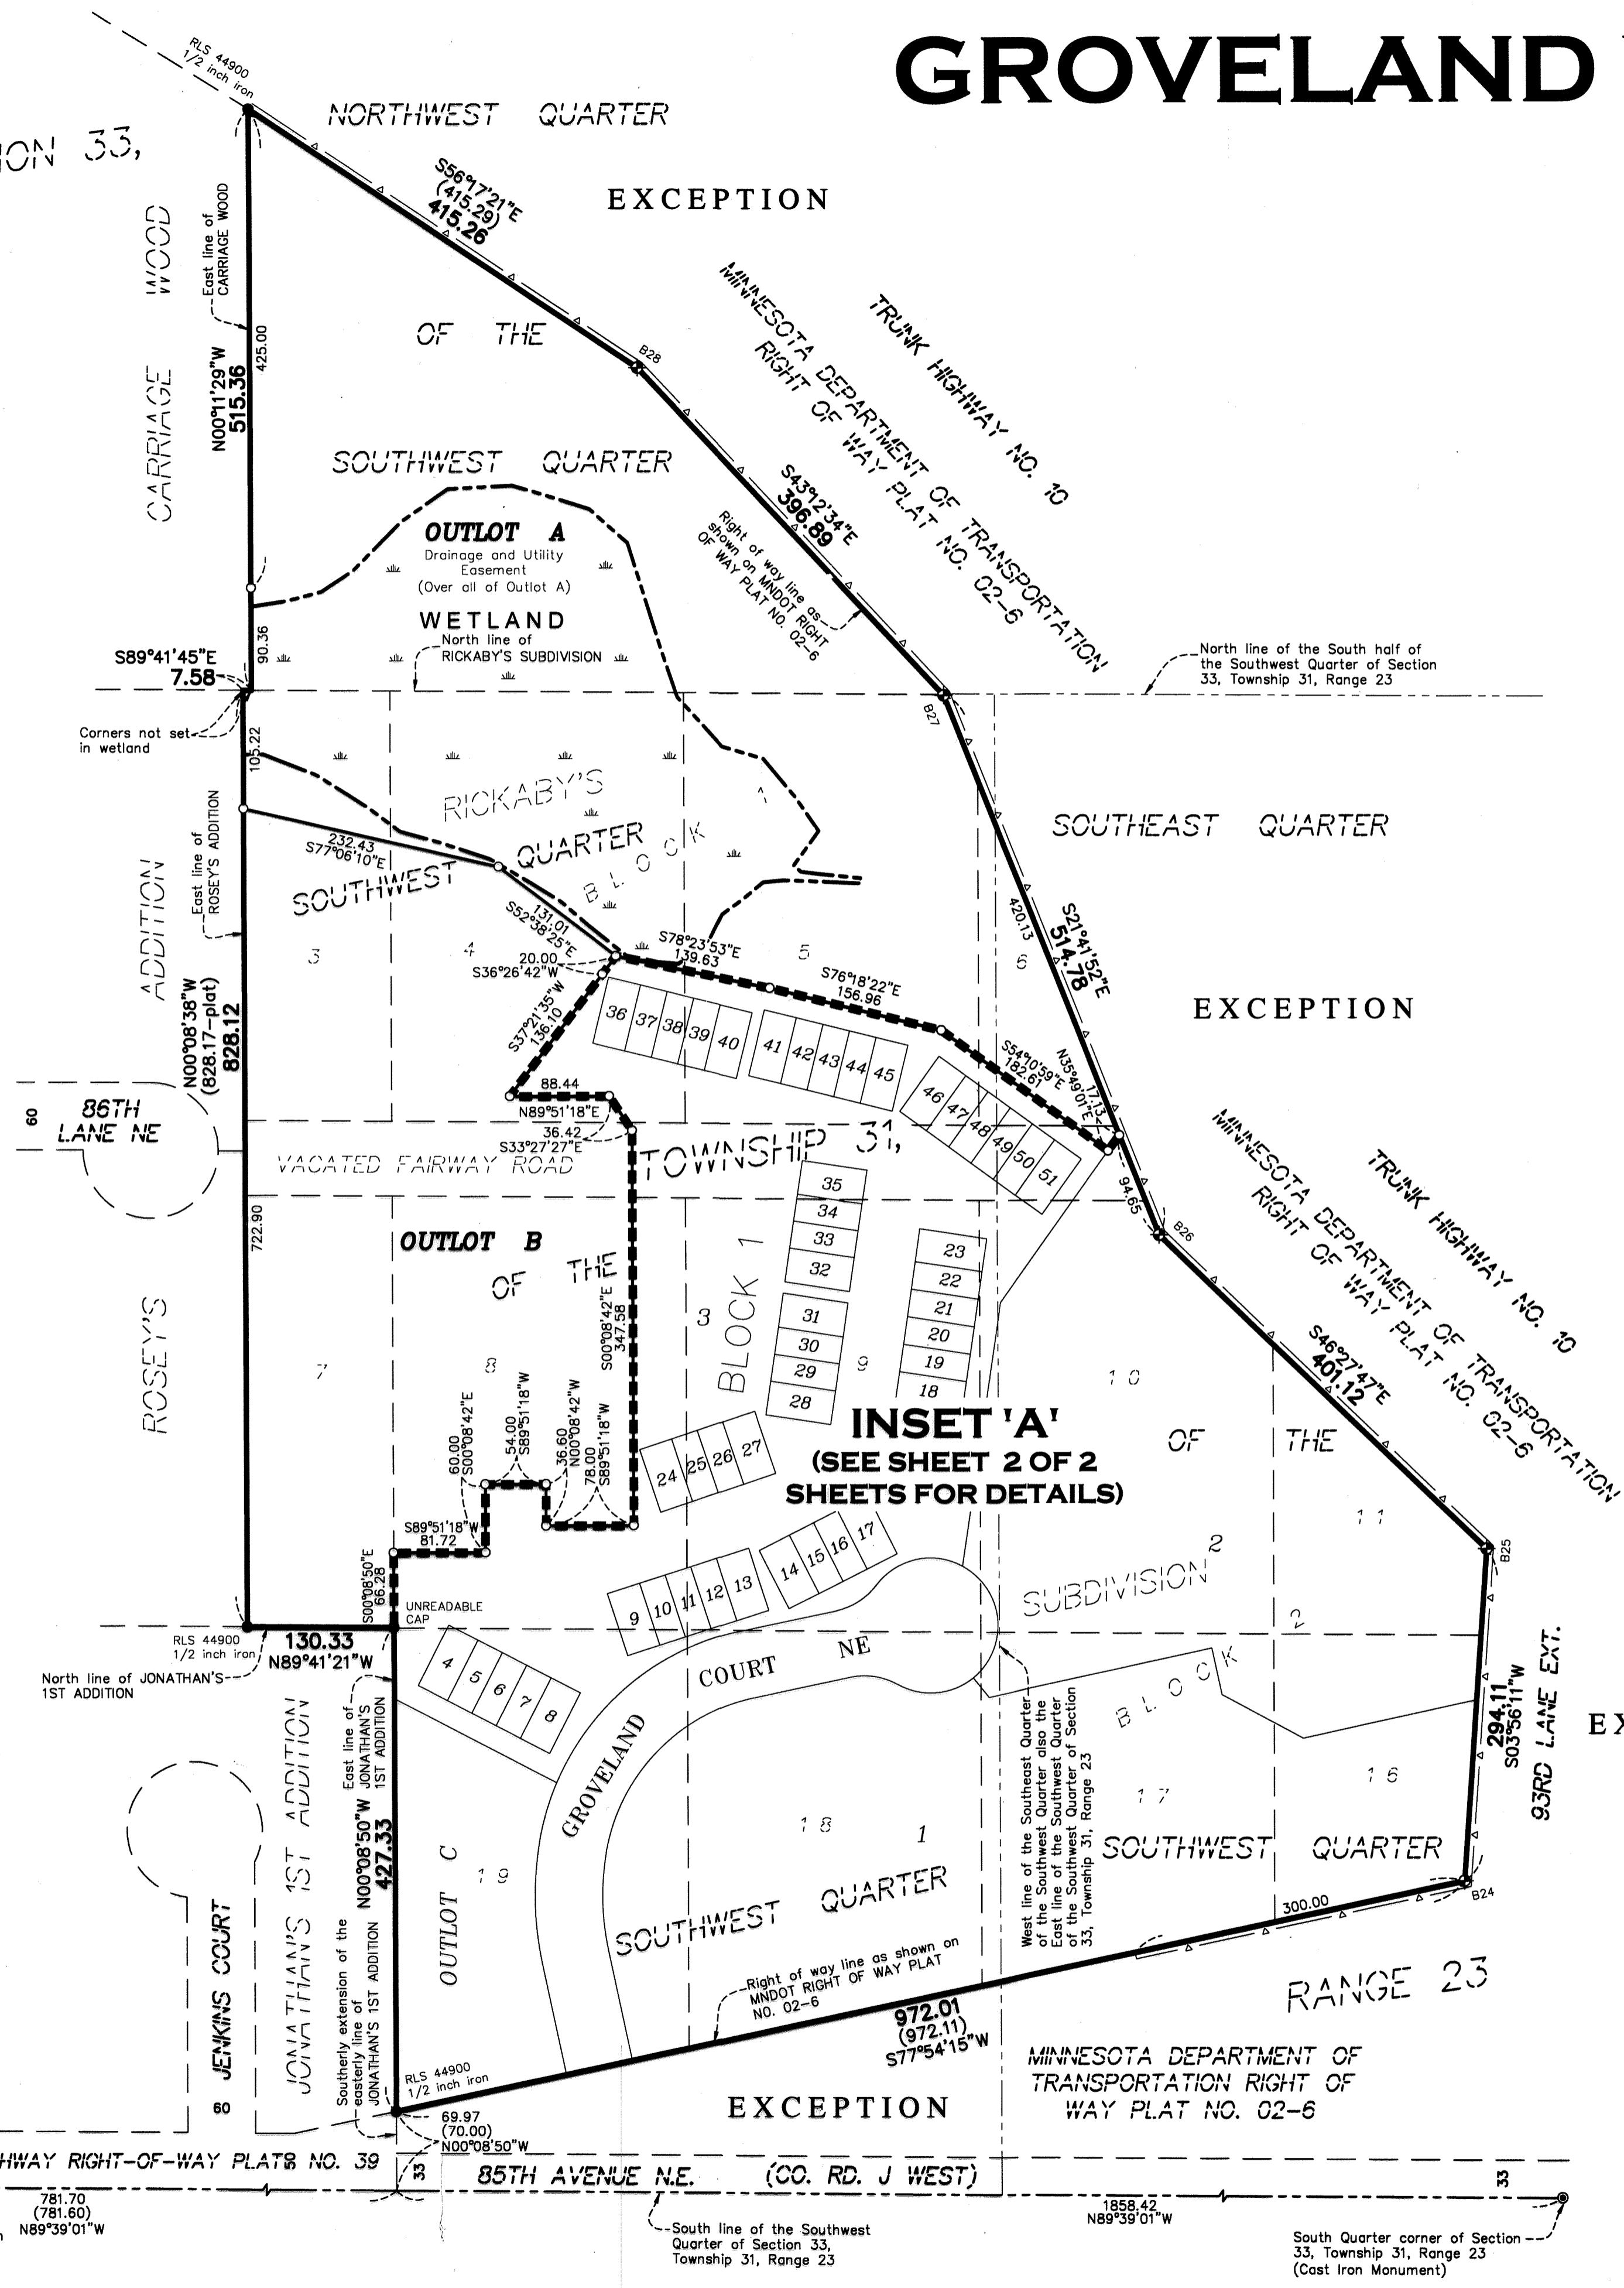 GROVELAND
RLS 44900
1/2 inch iron
NORTHWEST QUARTER
ION 33,
EXCEPTION
S56°17'21"E
(415.29)
415.26
CARRIAGE WOOD
East line of
CARRIAGE WOOD
N00°11'29"W
515.36
425.00
OF THE
B28
MINNESOTA DEPARTMENT OF TRANSPORTATION
RIGHT OF WAY PLAT NO. 02-6
TRUNK HIGHWAY NO. 10
SOUTHWEST QUARTER
S43°12'34"E
396.89
Right of way line as
shown on MNDOT RIGHT
OF WAY PLAT NO. 02-6
OUTLOT A
Drainage and Utility
Easement
(Over all of Outlot A)
WETLAND
North line of
RICKABY'S SUBDIVISION
90.36
S89°41'45"E
7.58
North line of the South half of
the Southwest Quarter of Section
33, Township 31, Range 23
B27
Corners not set
in wetland
105.22
RICKABY'S
1
BLOCK
SOUTHWEST QUARTER
SOUTHEAST QUARTER
East line of
ROSEY'S ADDITION
232.43
S77°06'10"E
131.01
S52°38'25"E
3
4
5
6
20.00
S36°26'42"W
S78°23'53"E
139.63
S76°18'22"E
156.96
420.13
S21°41'52"E
514.78
EXCEPTION
N00°08'38"W
(828.17-plat)
828.12
S37°21'35"W
136.10
36
37
38
39
40
41
42
43
44
45
46
47
48
49
50
51
S54°10'59"E
182.61
N35°49'01"E
17.13
88.44
N89°51'18"E
36.42
S33°27'27"E
60
86TH
LANE NE
VACATED FAIRWAY ROAD
TOWNSHIP 31,
94.65
B26
MINNESOTA DEPARTMENT OF TRANSPORTATION
RIGHT OF WAY PLAT NO. 02-6
TRUNK HIGHWAY NO. 10
ROSEY'S ADDITION
722.90
OUTLOT B
OF THE
S00°08'42"E
347.58
3
BLOCK 1
35
34
33
32
31
30
29
28
23
22
21
20
19
18
7
8
9
10
S46°27'47"E
401.12
60.00
S00°08'42"E
54.00
S89°51'18"W
36.60
N00°08'42"W
78.00
S89°51'18"W
24
25
26
27
INSET 'A'
(SEE SHEET 2 OF 2
SHEETS FOR DETAILS)
OF THE
11
S89°51'18"W
81.72
S00°08'50"E
66.28
UNREADABLE
CAP
9
10
11
12
13
14
15
16
17
2
SUBDIVISION
2
B25
RLS 44900
1/2 inch iron
130.33
N89°41'21"W
North line of JONATHAN'S
1ST ADDITION
4
5
6
7
8
GROVELAND COURT NE
BLOCK
294.11
S03°56'11"W
93RD LANE EXT.
EX
East line of
JONATHAN'S
1ST ADDITION
N00°08'50"W
427.33
West line of the Southeast Quarter
of the Southwest Quarter also the
East line of the Southwest Quarter
of the Southwest Quarter of Section
33, Township 31, Range 23
18
1
17
16
19
OUTLOT C
SOUTHWEST QUARTER
SOUTHWEST QUARTER
JONATHAN'S 1ST ADDITION
60 JENKINS COURT
Southerly extension of the
easterly line of
JONATHAN'S 1ST ADDITION
300.00
B24
Right of way line as shown on
MNDOT RIGHT OF WAY PLAT
NO. 02-6
972.01
(972.11)
S77°54'15"W
RANGE 23
RLS 44900
1/2 inch iron
EXCEPTION
MINNESOTA DEPARTMENT OF
TRANSPORTATION RIGHT OF
WAY PLAT NO. 02-6
69.97
(70.00)
N00°08'50"W
HWAY RIGHT-OF-WAY NO. 39
33
85TH AVENUE N.E. (CO. RD. J WEST)
33
781.70
(781.60)
N89°39'01"W
1858.42
N89°39'01"W
South line of the Southwest
Quarter of Section 33,
Township 31, Range 23
South Quarter corner of Section
33, Township 31, Range 23
(Cast Iron Monument)